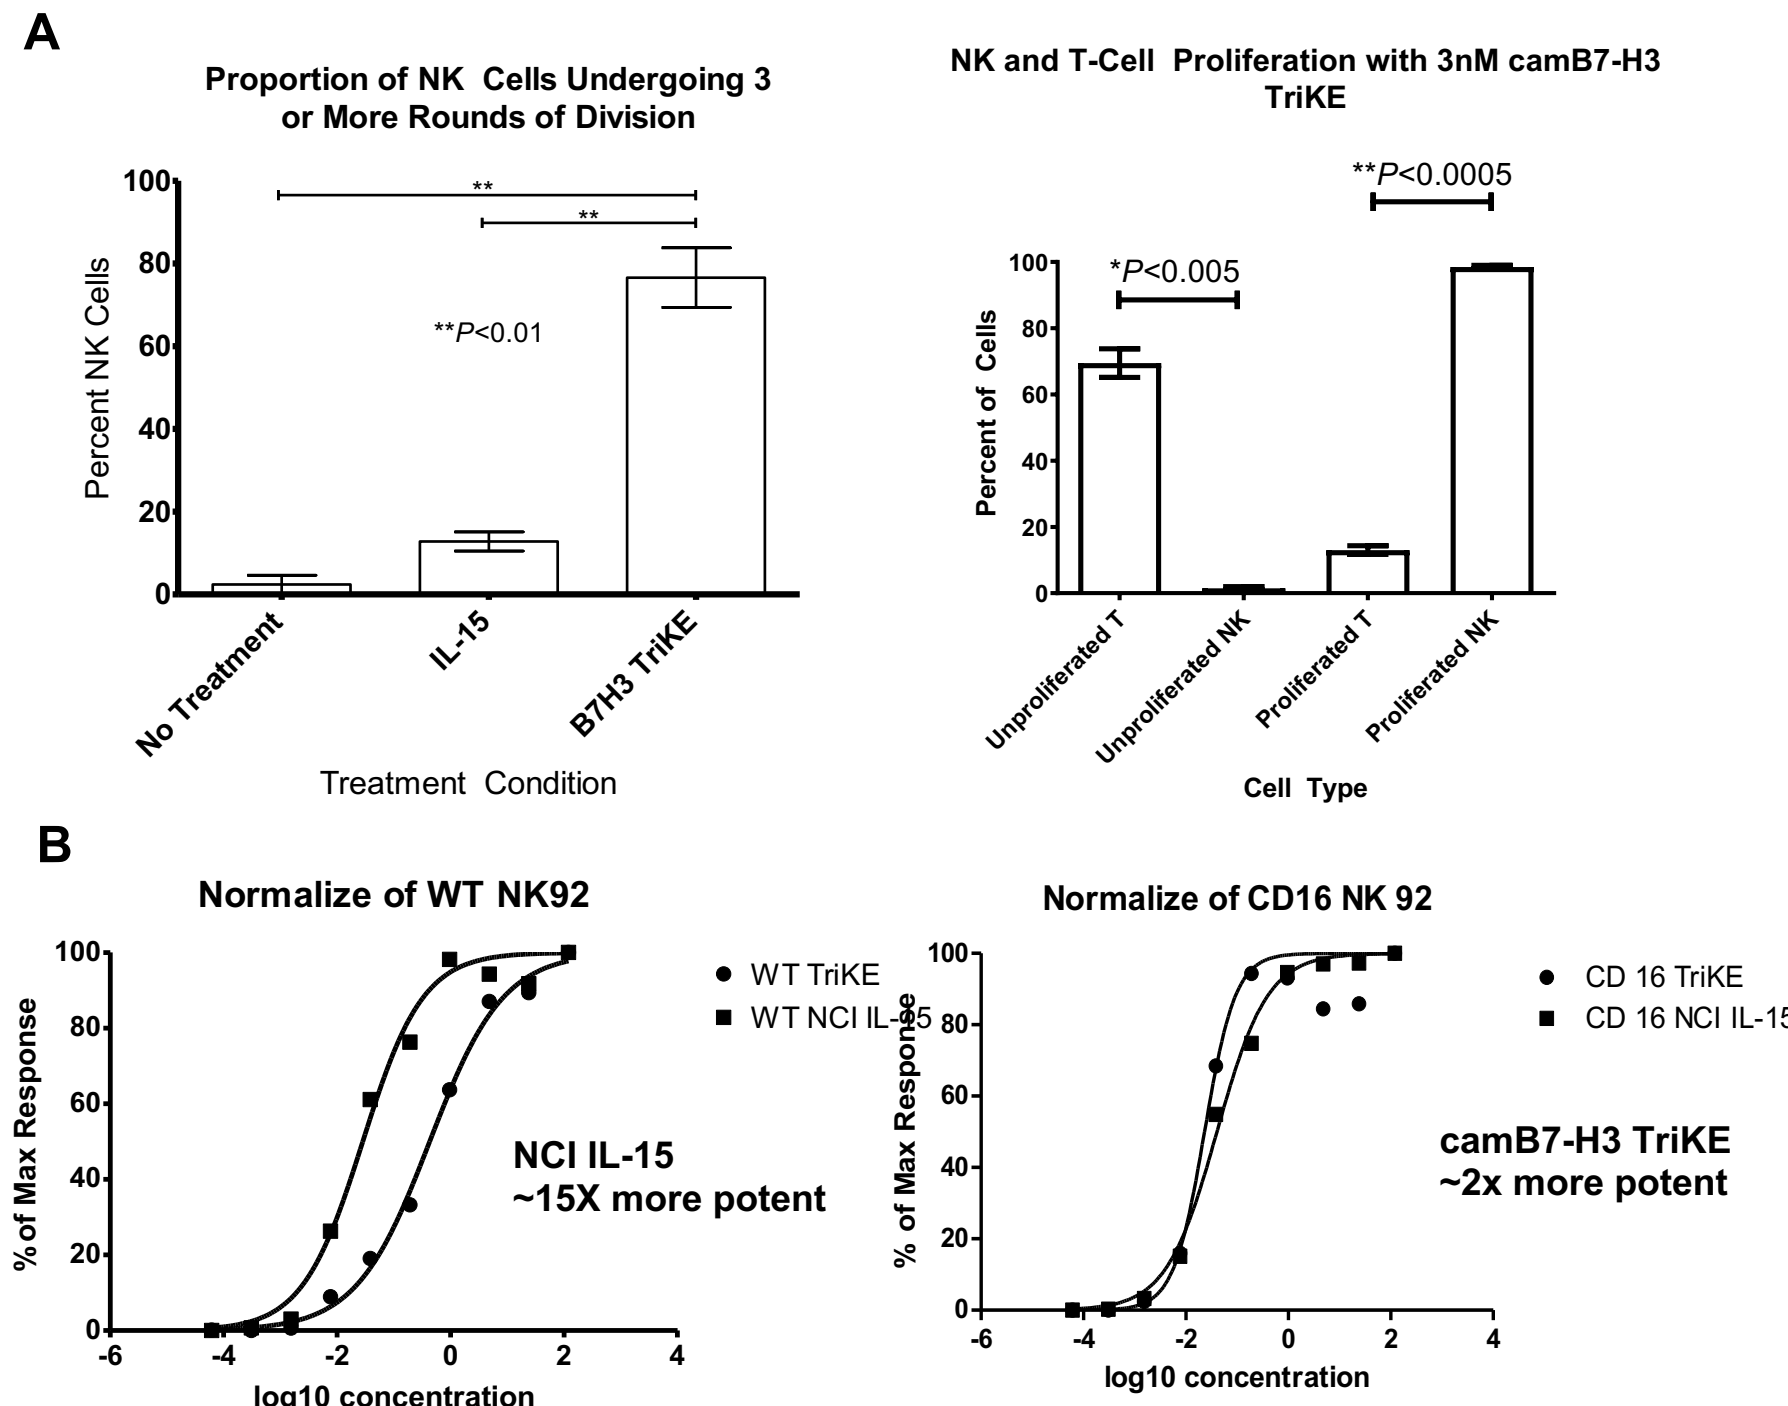 A
Proportion of NK Cells Undergoing 3
or More Rounds of Division
100
80
60
40
20
0
Percent NK Cells
**
**
**P<0.01
No Treatment
IL-15
B7H3 TriKE
Treatment Condition
NK and T-Cell Proliferation with 3nM camB7-H3
TriKE
100
80
60
40
20
0
Percent of Cells
*P<0.005
**P<0.0005
Unproliferated T
Unproliferated NK
Proliferated T
Proliferated NK
Cell Type
B
Normalize of WT NK92
100
80
60
40
20
0
% of Max Response
-6 -4 -2 0 2 4
log10 concentration
WT TriKE
WT NCI IL-15
NCI IL-15
~15X more potent
Normalize of CD16 NK 92
100
80
60
40
20
0
% of Max Response
-6 -4 -2 0 2 4
log10 concentration
CD 16 TriKE
CD 16 NCI IL-15
camB7-H3 TriKE
~2x more potent